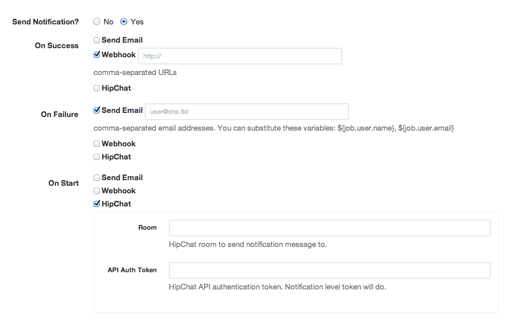 Send Notification? No Yes
On Success Send Email
Webhook http://
comma-separated URLs
HipChat
On Failure Send Email user@dns.tld
comma-separated email addresses. You can substitute these variables: ${job.user.name}, ${job.user.email}
Webhook
HipChat
On Start Send Email
Webhook
HipChat
Room
HipChat room to send notification message to.
API Auth Token
HipChat API authentication token. Notification level token will do.